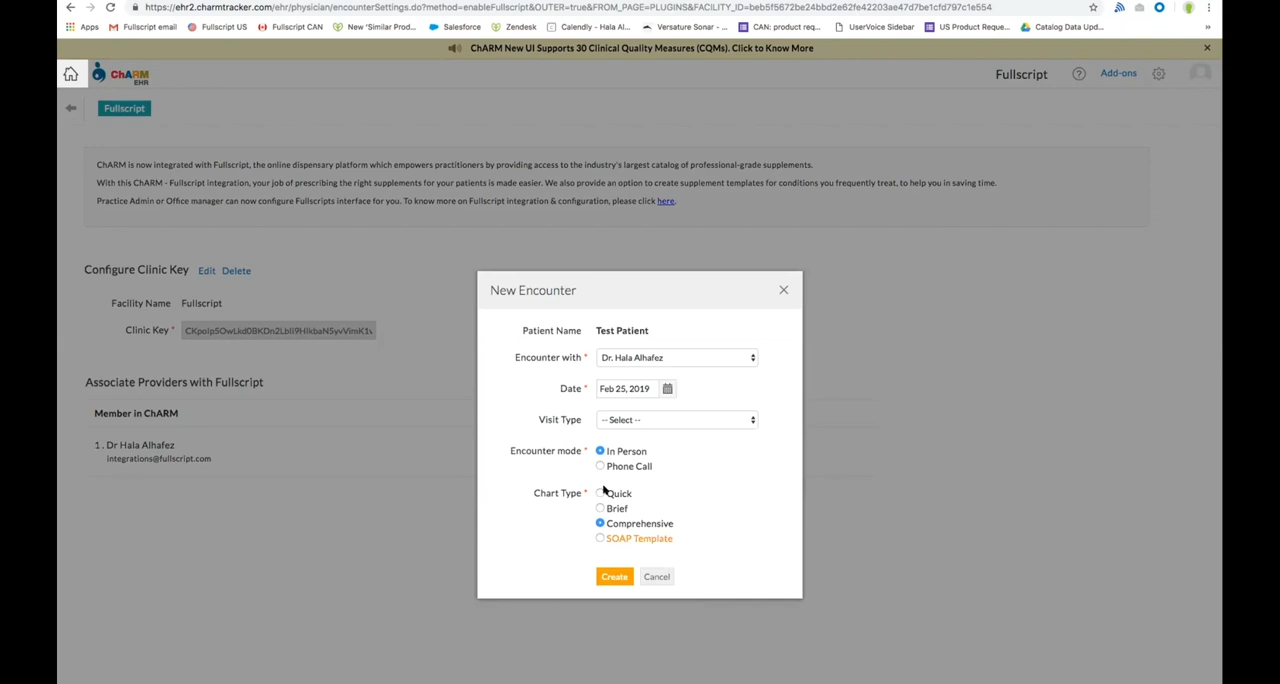 https://ehr2.charmtracker.com/ehr/physician/encounterSettings.do?method=enableFullscript&OUTER=true&FROM_PAGE=PLUGINS&FACILITY_ID=beb5f5672be24bbd2e62fe42203ae47d7be1cfd797c1e554
Apps Fullscript email Fullscript US Fullscript CAN New 'Similar Prod... Salesforce Zendesk Calendly - Hala Al... Versature Sonar - ... CAN: product req... UserVoice Sidebar US Product Reque... Catalog Data Upd... »
ChARM New UI Supports 30 Clinical Quality Measures (CQMs). Click to Know More
ChARM EHR
Fullscript ? Add-ons
Fullscript
ChARM is now integrated with Fullscript, the online dispensary platform which empowers practitioners by providing access to the industry's largest catalog of professional-grade supplements.
With this ChARM - Fullscript integration, your job of prescribing the right supplements for your patients is made easier. We also provide an option to create supplement templates for conditions you frequently treat, to help you in saving time.
Practice Admin or Office manager can now configure Fullscripts interface for you. To know more on Fullscript integration & configuration, please click here.
Configure Clinic Key Edit Delete
Facility Name Fullscript
Clinic Key *
Associate Providers with Fullscript
Member in ChARM
1 . Dr Hala Alhafez
integrations@fullscript.com
New Encounter
Patient Name Test Patient
Encounter with * Dr. Hala Alhafez
Date * Feb 25, 2019
Visit Type -- Select --
Encounter mode * In Person
Phone Call
Chart Type * Quick
Brief
Comprehensive
SOAP Template
Create Cancel